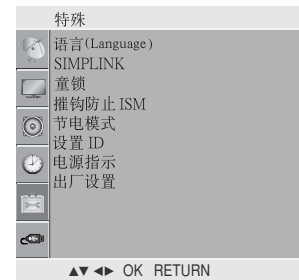 特殊
语言(Language)
SIMPLINK
童锁
摧钩防止 ISM
节电模式
设置 ID
电源指示
出厂设置
▲▼ ◀▶ OK RETURN